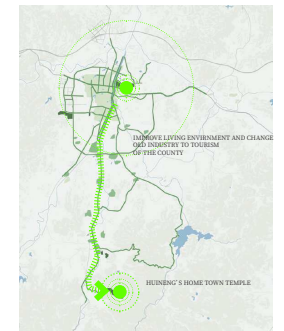 IMPROVE LIVING ENVIRNMENT AND CHANGE
OLD INDUSTRY TO TOURISM
OF THE COUNTY
HUINENG'S HOME TOWN TEMPLE